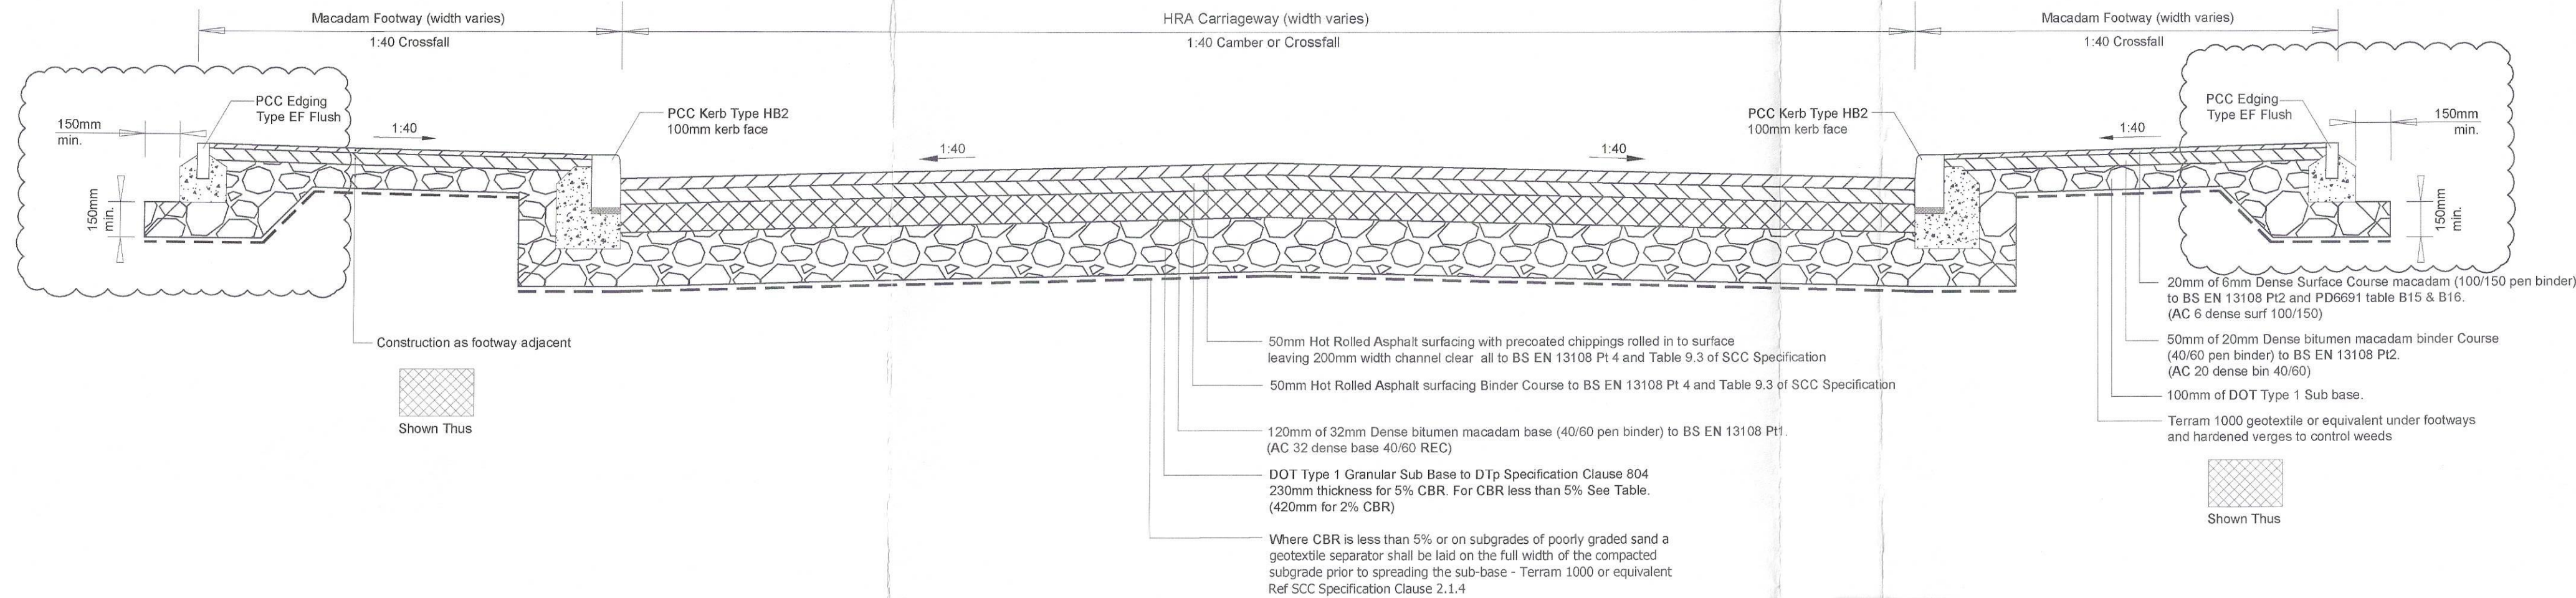 Macadam Footway (width varies)
1:40 Crossfall
HRA Carriageway (width varies)
1:40 Camber or Crossfall
Macadam Footway (width varies)
1:40 Crossfall
PCC Edging
Type EF Flush
150mm
min.
1:40
PCC Kerb Type HB2
100mm kerb face
150mm
min.
1:40
1:40
PCC Kerb Type HB2
100mm kerb face
1:40
PCC Edging
Type EF Flush
150mm
min.
150mm
min.
Construction as footway adjacent
Shown Thus
50mm Hot Rolled Asphalt surfacing with precoated chippings rolled in to surface
leaving 200mm width channel clear all to BS EN 13108 Pt 4 and Table 9.3 of SCC Specification
50mm Hot Rolled Asphalt surfacing Binder Course to BS EN 13108 Pt 4 and Table 9.3 of SCC Specification
120mm of 32mm Dense bitumen macadam base (40/60 pen binder) to BS EN 13108 Pt1.
(AC 32 dense base 40/60 REC)
DOT Type 1 Granular Sub Base to DTp Specification Clause 804
230mm thickness for 5% CBR. For CBR less than 5% See Table.
(420mm for 2% CBR)
Where CBR is less than 5% or on subgrades of poorly graded sand a
geotextile separator shall be laid on the full width of the compacted
subgrade prior to spreading the sub-base - Terram 1000 or equivalent
Ref SCC Specification Clause 2.1.4
20mm of 6mm Dense Surface Course macadam (100/150 pen binder)
to BS EN 13108 Pt2 and PD6691 table B15 & B16.
(AC 6 dense surf 100/150)
50mm of 20mm Dense bitumen macadam binder Course
(40/60 pen binder) to BS EN 13108 Pt2.
(AC 20 dense bin 40/60)
100mm of DOT Type 1 Sub base.
Terram 1000 geotextile or equivalent under footways
and hardened verges to control weeds
Shown Thus